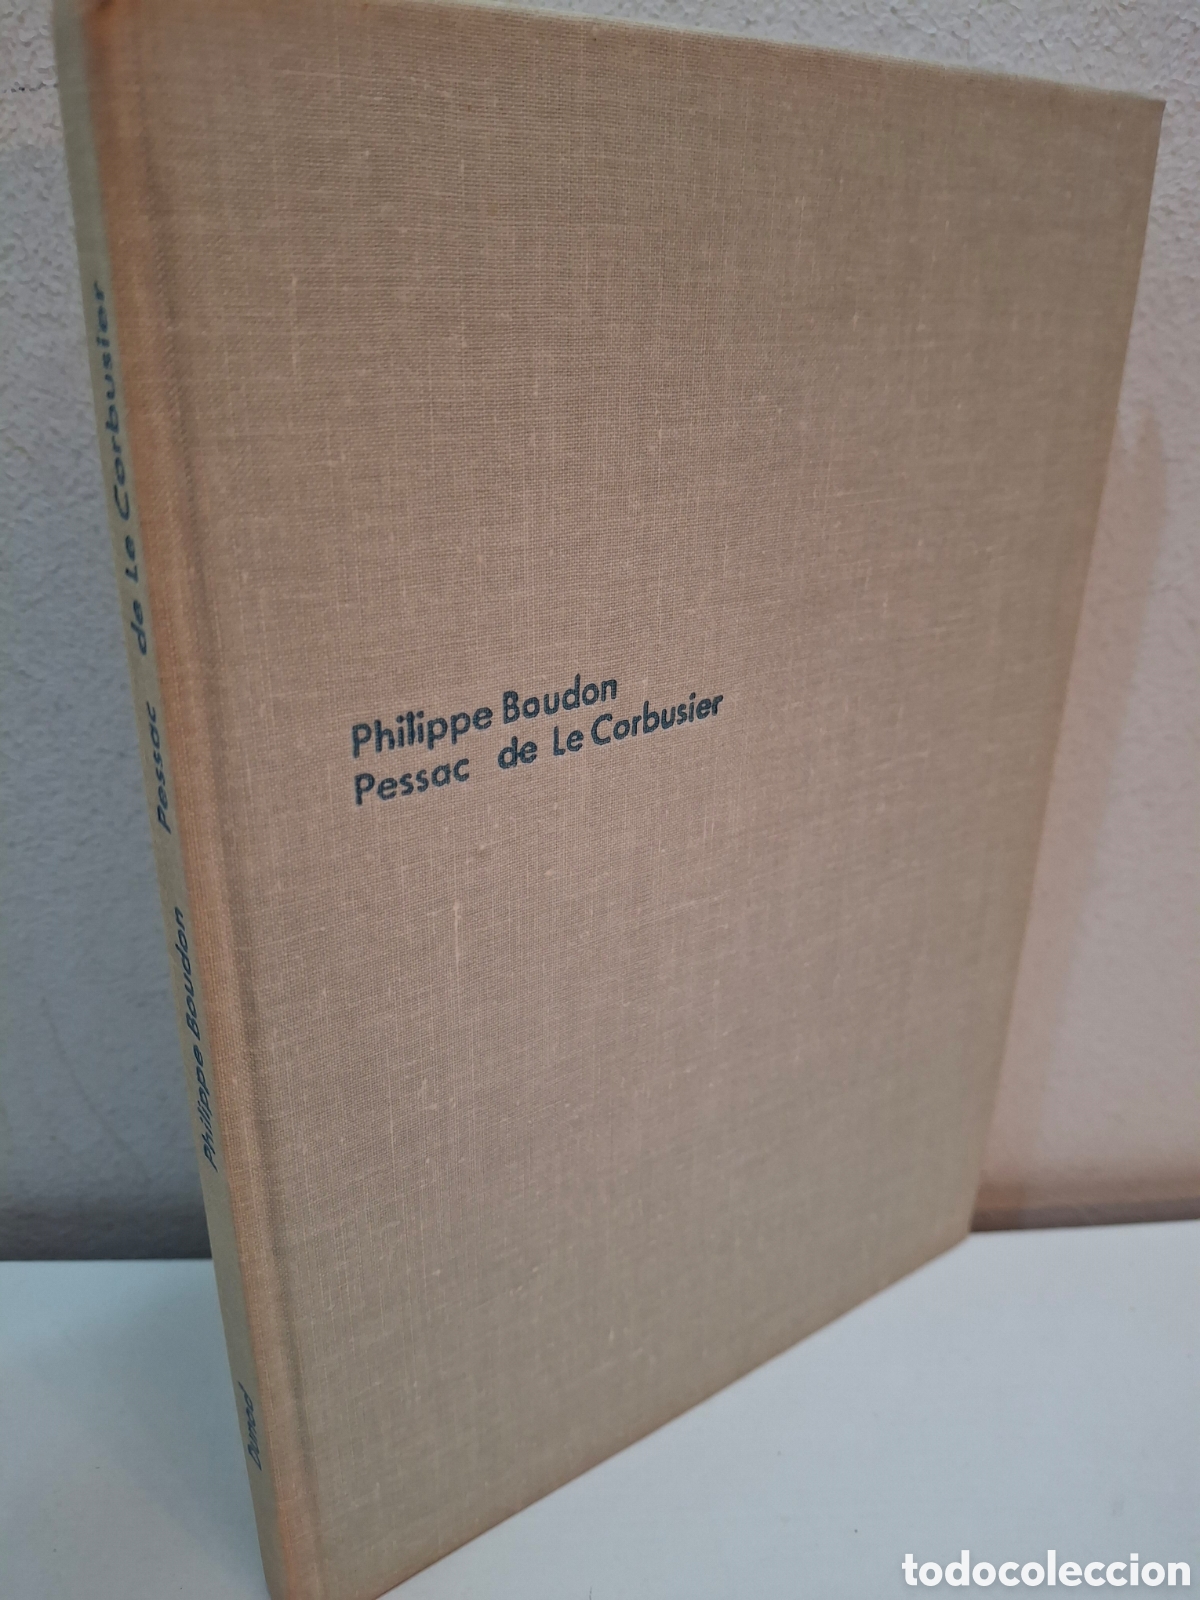 Philippe Boudon
Pessac de Le Corbusier
Dunod Philippe Boudon Pessac de Le Corbusier
todocoleccion